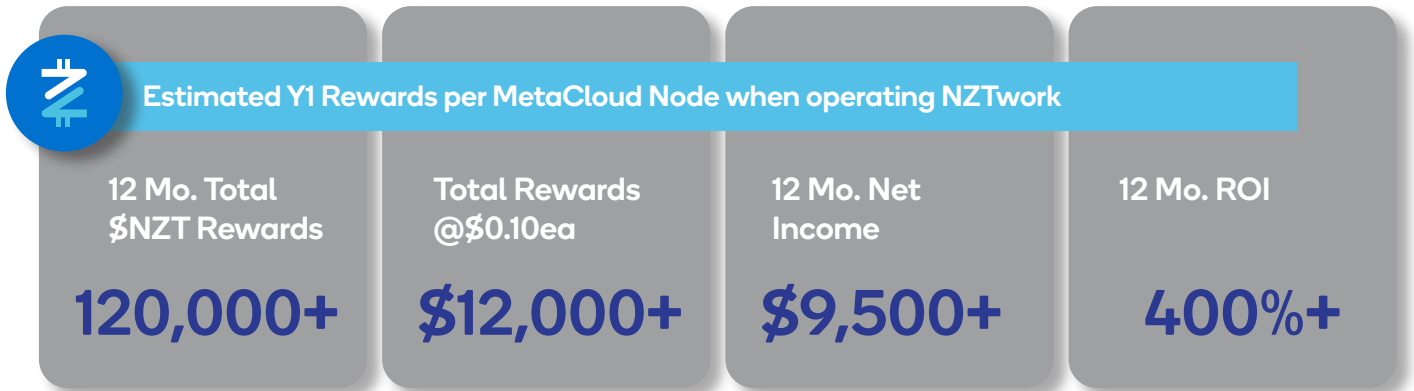 Estimated Y1 Rewards per MetaCloud Node when operating NZTwork
12 Mo. Total
$NZT Rewards
120,000+
Total Rewards
@$0.10ea
$12,000+
12 Mo. Net
Income
$9,500+
12 Mo. ROI
400%+